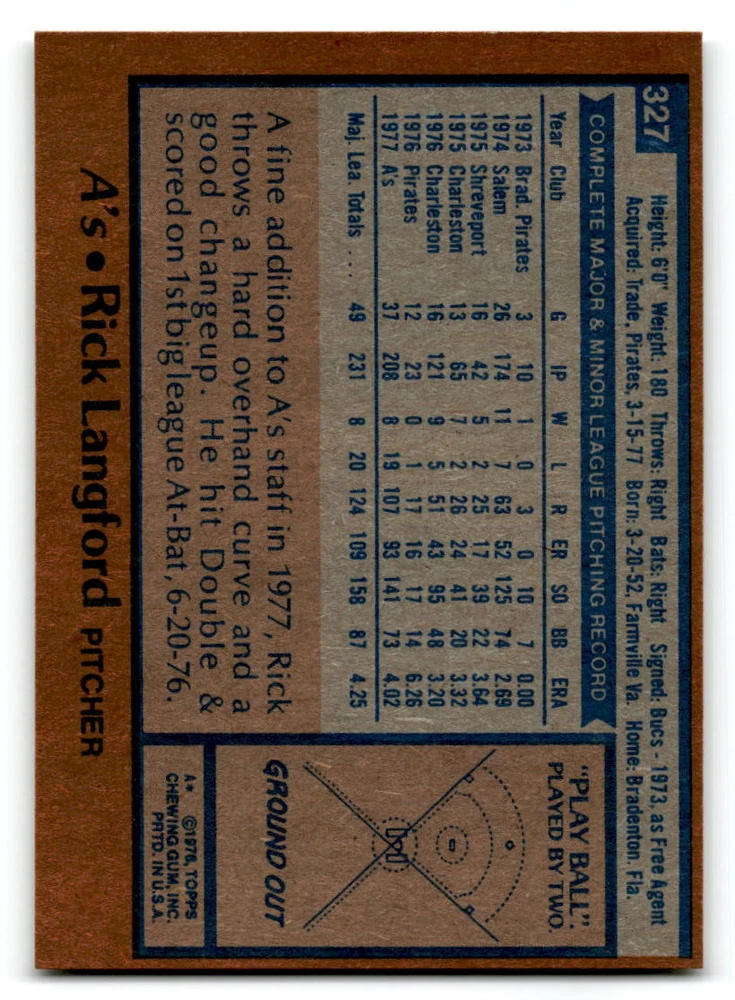 327
Height: 6'0" Weight: 180 Throws: Right Bats: Right Signed: Bucs - 1973, as Free Agent
Acquired: Trade, Pirates, 3-15-77 Born: 3-20-52, Farmville Va. Home: Bradenton, Fla.
COMPLETE MAJOR & MINOR LEAGUE PITCHING RECORD
Year Club G IP W L R ER SO BB ERA
1973 Brad. Pirates 3 10 1 0 3 0 10 7 0.00
1974 Salem 26 174 11 7 63 52 125 74 2.69
1975 Shreveport 16 42 5 2 25 17 39 22 3.64
1975 Charleston 13 65 7 2 26 24 41 20 3.32
1976 Charleston 16 121 9 5 51 43 95 48 3.20
1976 Pirates 12 23 0 1 17 16 17 14 6.26
1977 A's 37 208 8 19 107 93 141 73 4.02
Maj. Lea. Totals .... 49 231 8 20 124 109 158 87 4.25
A fine addition to A's staff in 1977, Rick
throws a hard overhand curve and a
good changeup. He hit Double &
scored on 1st big league At-Bat, 6-20-76.
"PLAY BALL".
PLAYED BY TWO.
GROUND OUT
A* ©1978, TOPPS
CHEWING GUM, INC.
PRTD. IN U.S.A.
A's • Rick Langford PITCHER